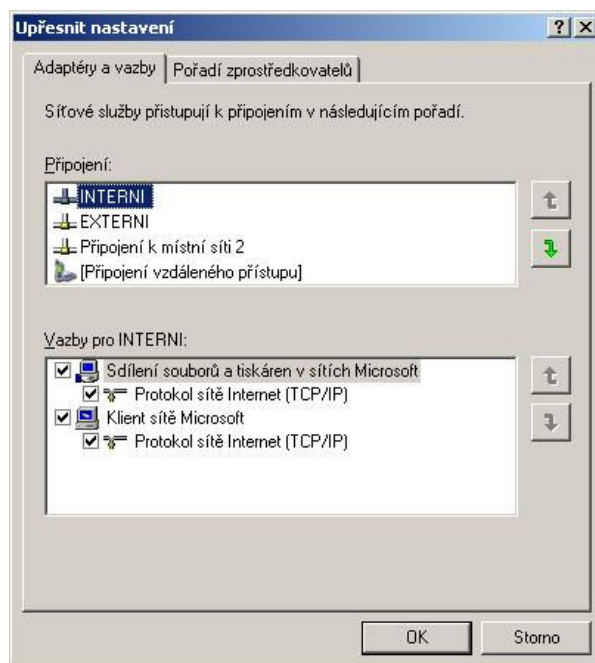 Upřesnit nastavení
Adaptéry a vazby
Pořadí zprostředkovatelů
Síťové služby přistupují k připojením v následujícím pořadí.
Připojení:
INTERNI
EXTERNI
Připojení k místní síti 2
[Připojení vzdáleného přístupu]
Vazby pro INTERNI:
Sdílení souborů a tiskáren v sítích Microsoft
Protokol sítě Internet (TCP/IP)
Klient sítě Microsoft
Protokol sítě Internet (TCP/IP)
OK
Storno